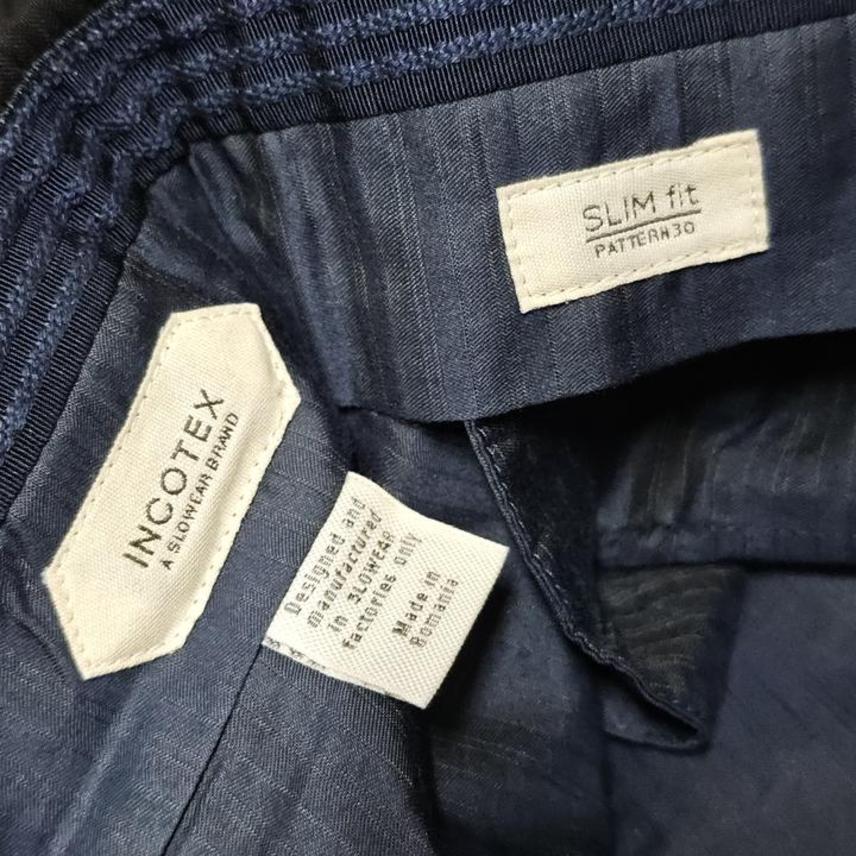 SLIM fit
PATTERN30
INCOTEX
A SLOWEAR BRAND
Designed and
manufactured
in SLOWEAR
factories only
Made in
Romania